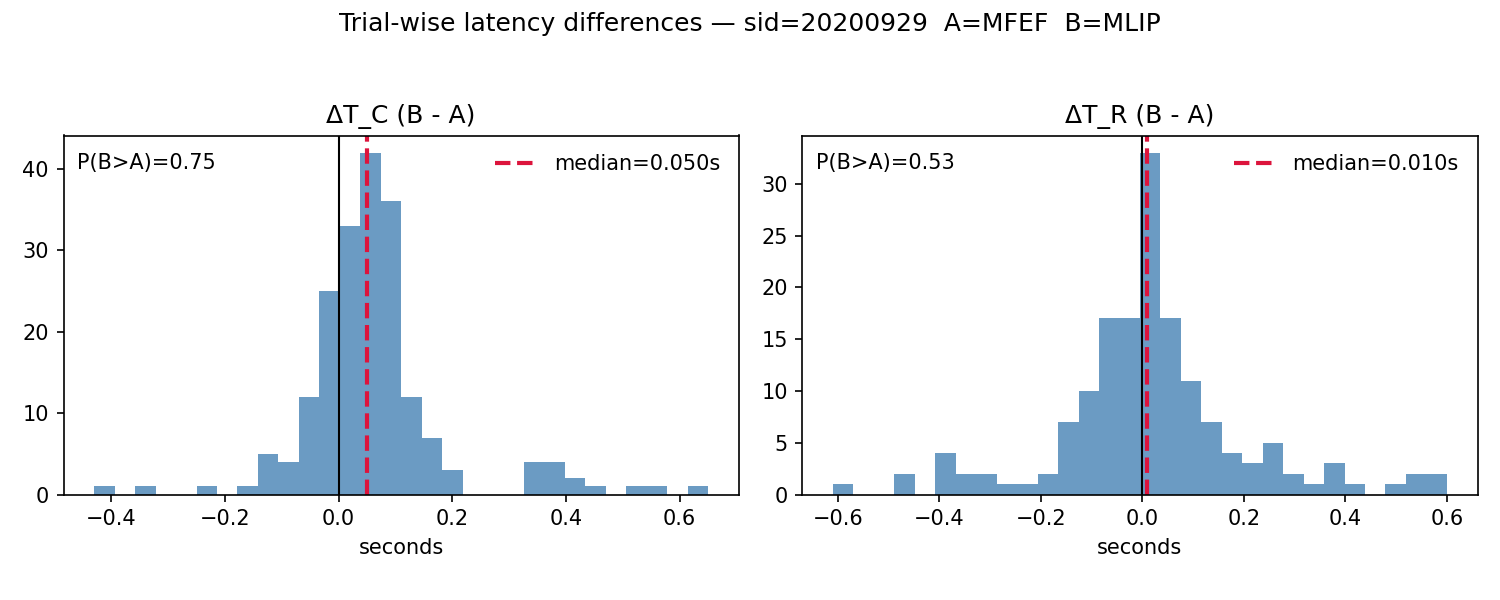 Trial-wise latency differences — sid=20200929  A=MFEF  B=MLIP
ΔT_C (B - A)
P(B>A)=0.75
median=0.050s
40
30
20
10
0
−0.4
−0.2
0.0
0.2
0.4
0.6
seconds
ΔT_R (B - A)
P(B>A)=0.53
median=0.010s
30
25
20
15
10
5
0
−0.6
−0.4
−0.2
0.0
0.2
0.4
0.6
seconds